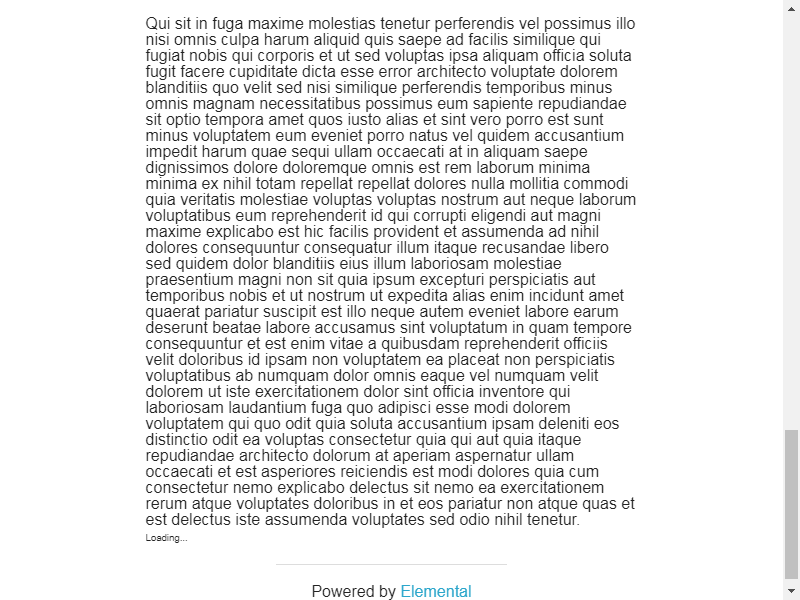 Qui sit in fuga maxime molestias tenetur perferendis vel possimus illo
nisi omnis culpa harum aliquid quis saepe ad facilis similique qui
fugiat nobis qui corporis et ut sed voluptas ipsa aliquam officia soluta
fugit facere cupiditate dicta esse error architecto voluptate dolorem
blanditiis quo velit sed nisi similique perferendis temporibus minus
omnis magnam necessitatibus possimus eum sapiente repudiandae
sit optio tempora amet quos iusto alias et sint vero porro est sunt
minus voluptatem eum eveniet porro natus vel quidem accusantium
impedit harum quae sequi ullam occaecati at in aliquam saepe
dignissimos dolore doloremque omnis est rem laborum minima
minima ex nihil totam repellat repellat dolores nulla mollitia commodi
quia veritatis molestiae voluptas voluptas nostrum aut neque laborum
voluptatibus eum reprehenderit id qui corrupti eligendi aut magni
maxime explicabo est hic facilis provident et assumenda ad nihil
dolores consequuntur consequatur illum itaque recusandae libero
sed quidem dolor blanditiis eius illum laboriosam molestiae
praesentium magni non sit quia ipsum excepturi perspiciatis aut
temporibus nobis et ut nostrum ut expedita alias enim incidunt amet
quaerat pariatur suscipit est illo neque autem eveniet labore earum
deserunt beatae labore accusamus sint voluptatum in quam tempore
consequuntur et est enim vitae a quibusdam reprehenderit officiis
velit doloribus id ipsam non voluptatem ea placeat non perspiciatis
voluptatibus ab numquam dolor omnis eaque vel numquam velit
dolorem ut iste exercitationem dolor sint officia inventore qui
laboriosam laudantium fuga quo adipisci esse modi dolorem
voluptatem qui quo odit quia soluta accusantium ipsam deleniti eos
distinctio odit ea voluptas consectetur quia qui aut quia itaque
repudiandae architecto dolorum at aperiam aspernatur ullam
occaecati et est asperiores reiciendis est modi dolores quia cum
consectetur nemo explicabo delectus sit nemo ea exercitationem
rerum atque voluptates doloribus in et eos pariatur non atque quas et
est delectus iste assumenda voluptates sed odio nihil tenetur.
Loading...
Powered by Elemental